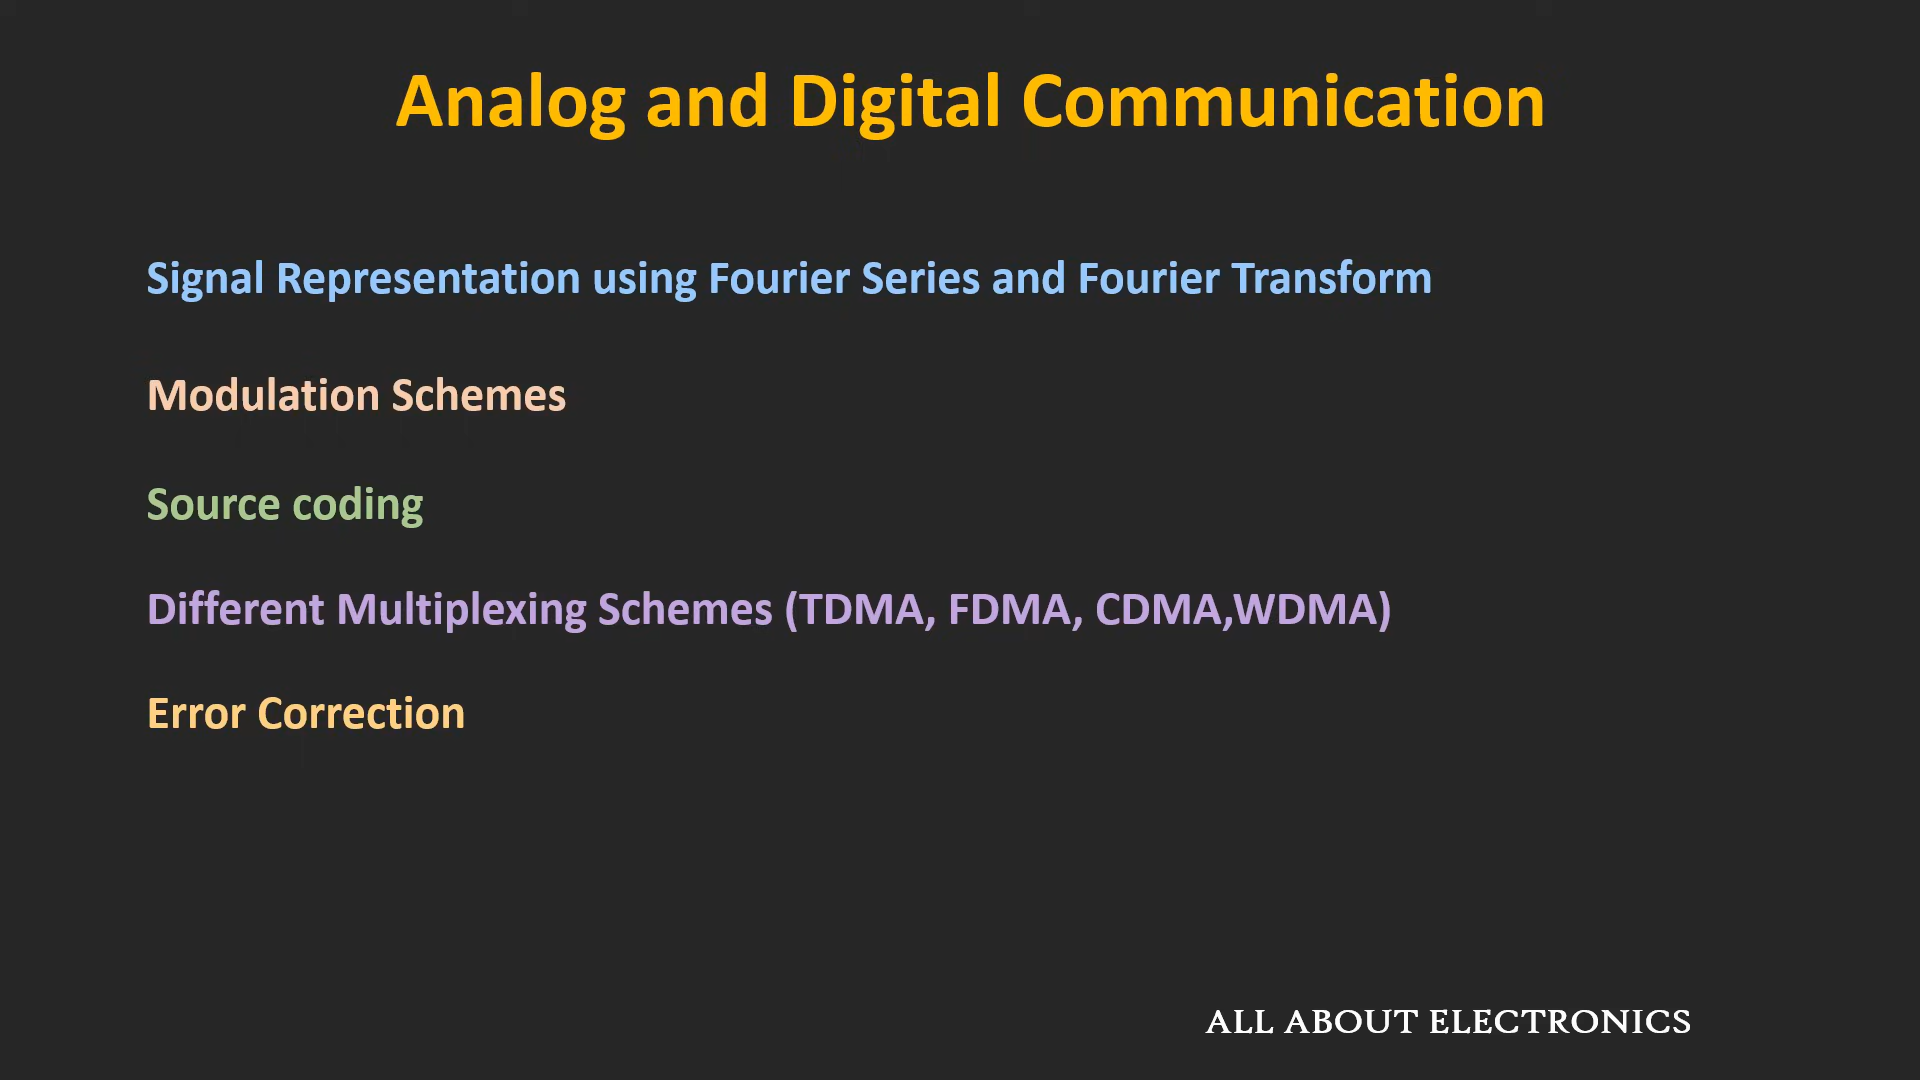 Analog and Digital Communication
Signal Representation using Fourier Series and Fourier Transform
Modulation Schemes
Source coding
Different Multiplexing Schemes (TDMA, FDMA, CDMA,WDMA)
Error Correction
ALL ABOUT ELECTRONICS